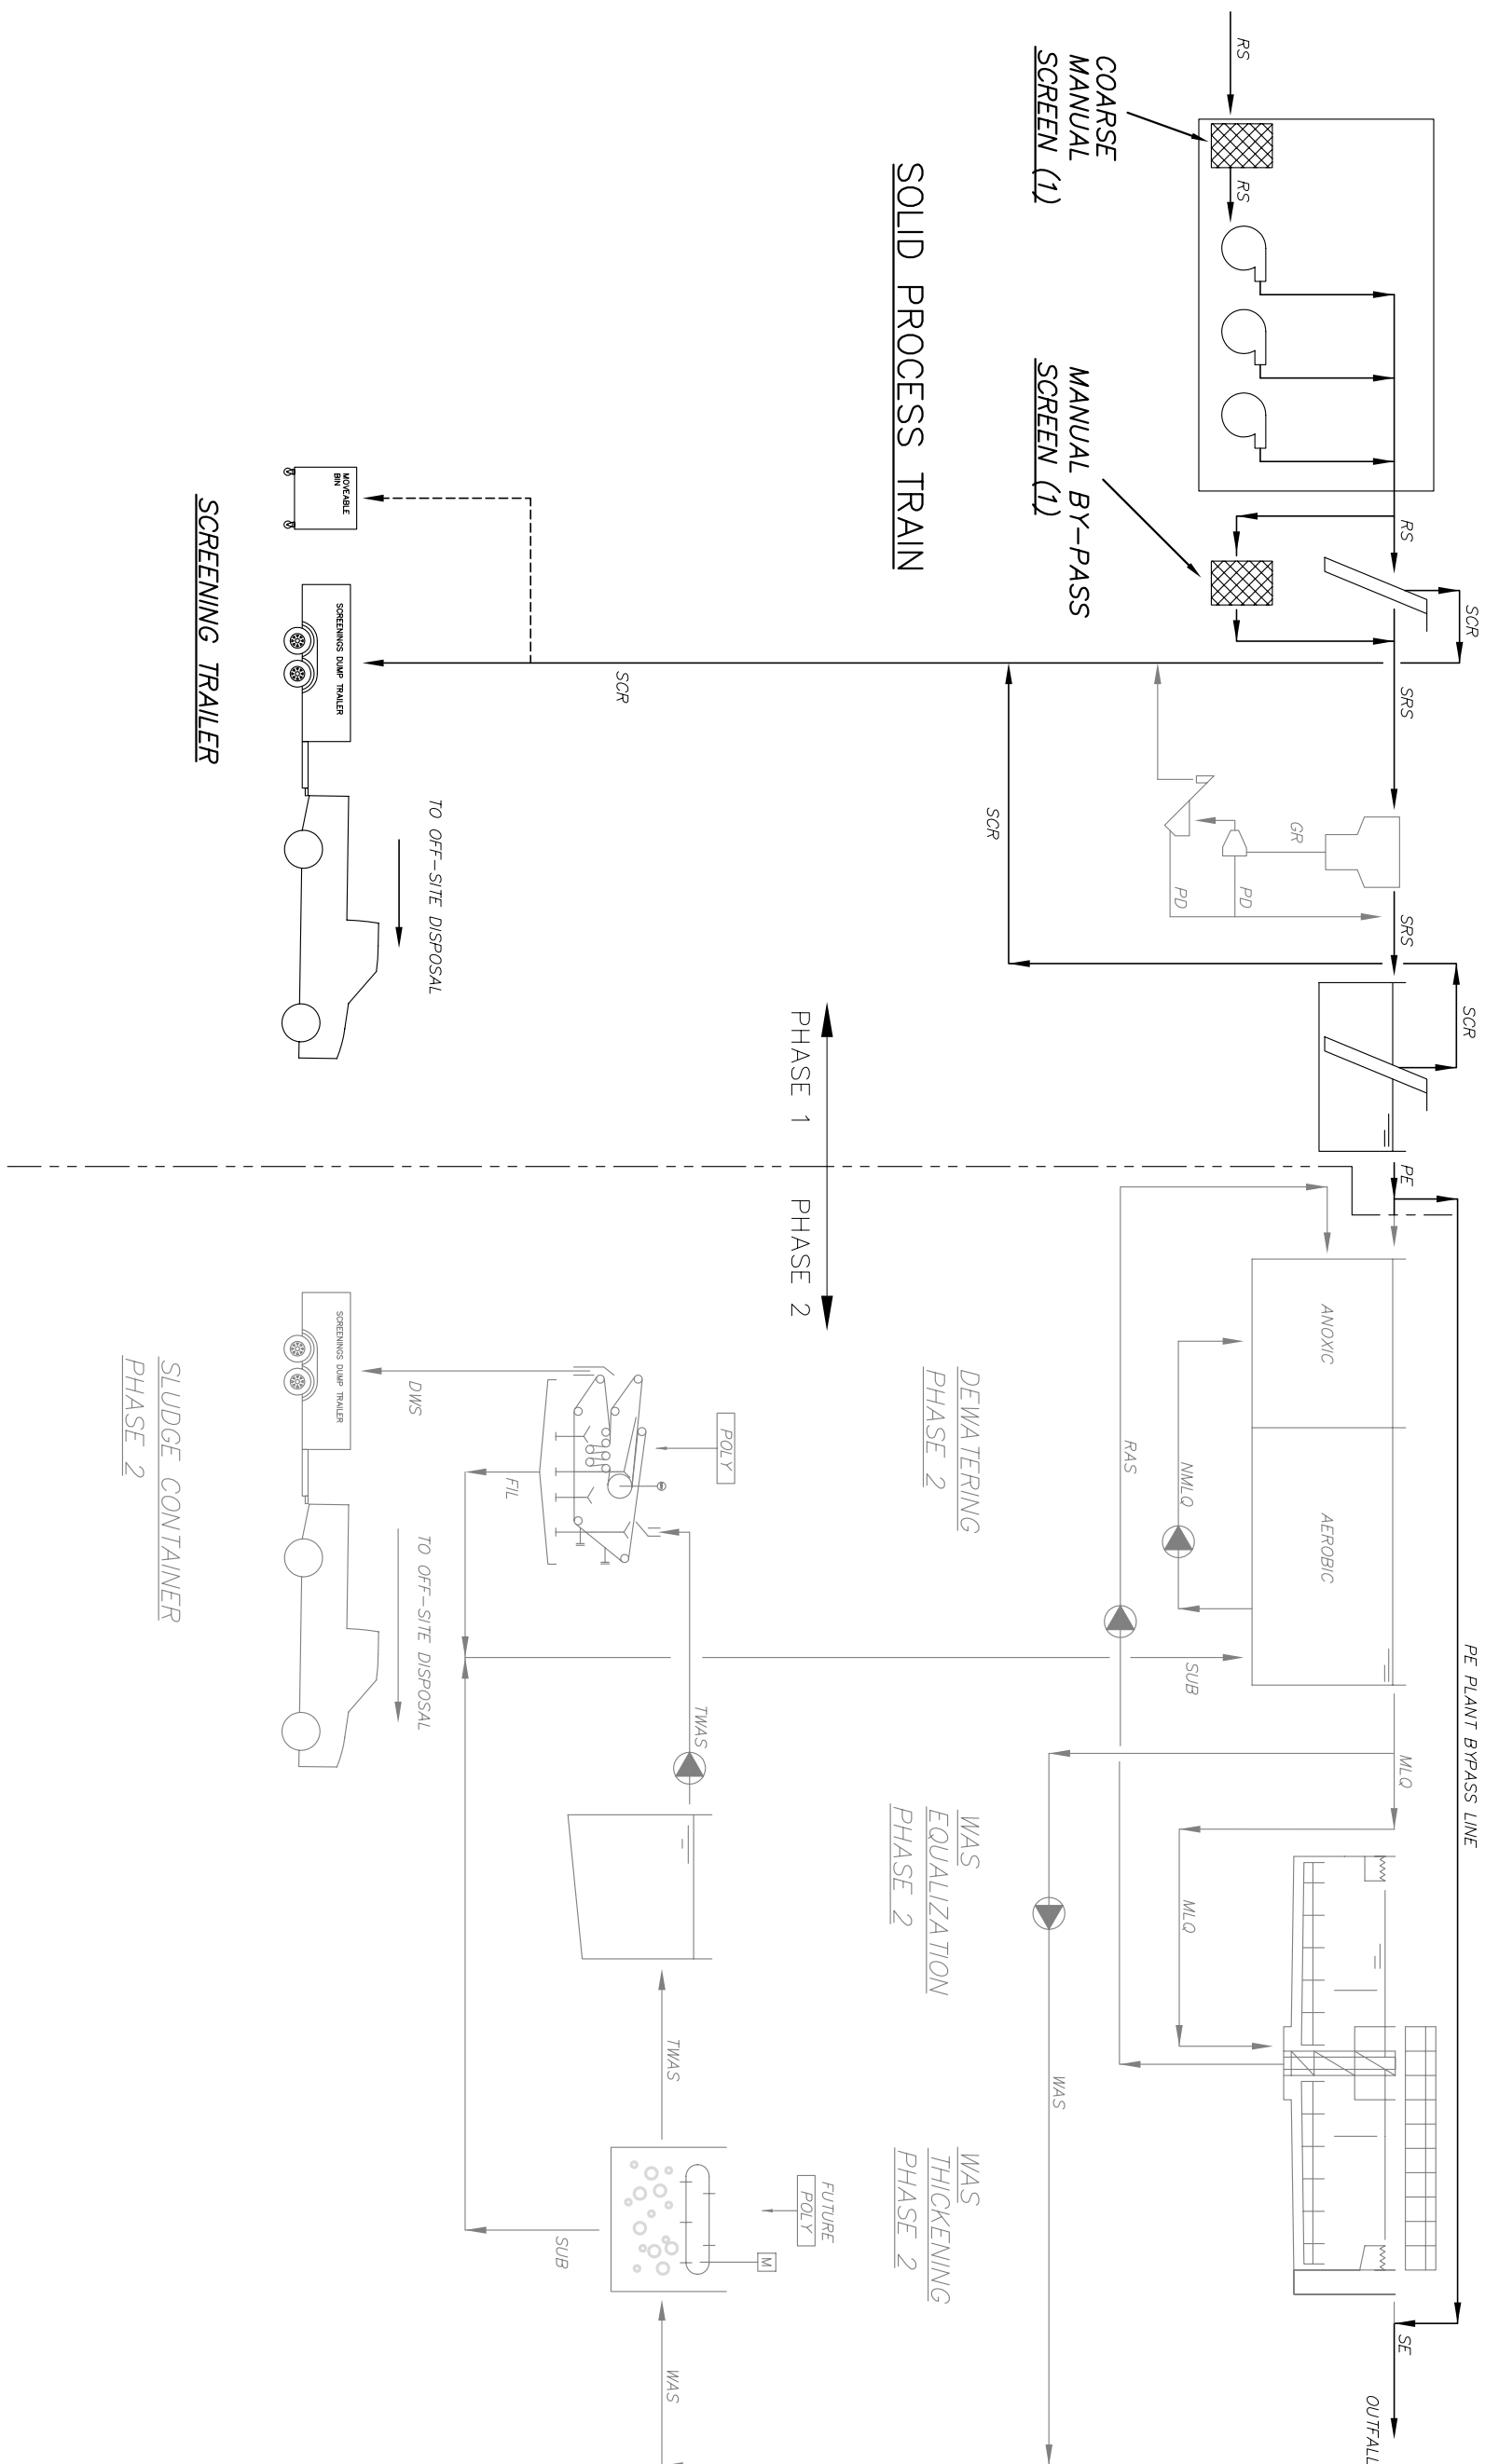 PE PLANT BYPASS LINE
SCR
SCR
RS
RS
RS
SRS
SRS
PE
MLQ
SE
OUTFALL
GR
PD
PD
ANOXIC
AEROBIC
NMLQ
RAS
SUB
MLQ
COARSE
MANUAL
SCREEN (1)
MANUAL BY-PASS
SCREEN (1)
SCR
WAS
SOLID PROCESS TRAIN
DEWATERING
PHASE 2
WAS
EQUALIZATION
PHASE 2
WAS
THICKENING
PHASE 2
PHASE 1
PHASE 2
FUTURE
POLY
M
POLY
TWAS
TWAS
WAS
SCR
FIL
SUB
DWS
TO OFF-SITE DISPOSAL
TO OFF-SITE DISPOSAL
MOVEABLE
BIN
SCREENINGS DUMP TRAILER
SCREENINGS DUMP TRAILER
SCREENING TRAILER
SLUDGE CONTAINER
PHASE 2